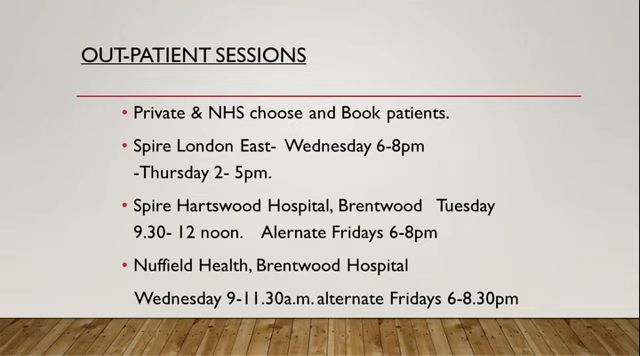 OUT-PATIENT SESSIONS
• Private & NHS choose and Book patients.
• Spire London East- Wednesday 6-8pm
-Thursday 2- 5pm.
• Spire Hartswood Hospital, Brentwood Tuesday
9.30- 12 noon. Alernate Fridays 6-8pm
• Nuffield Health, Brentwood Hospital
Wednesday 9-11.30a.m. alternate Fridays 6-8.30pm